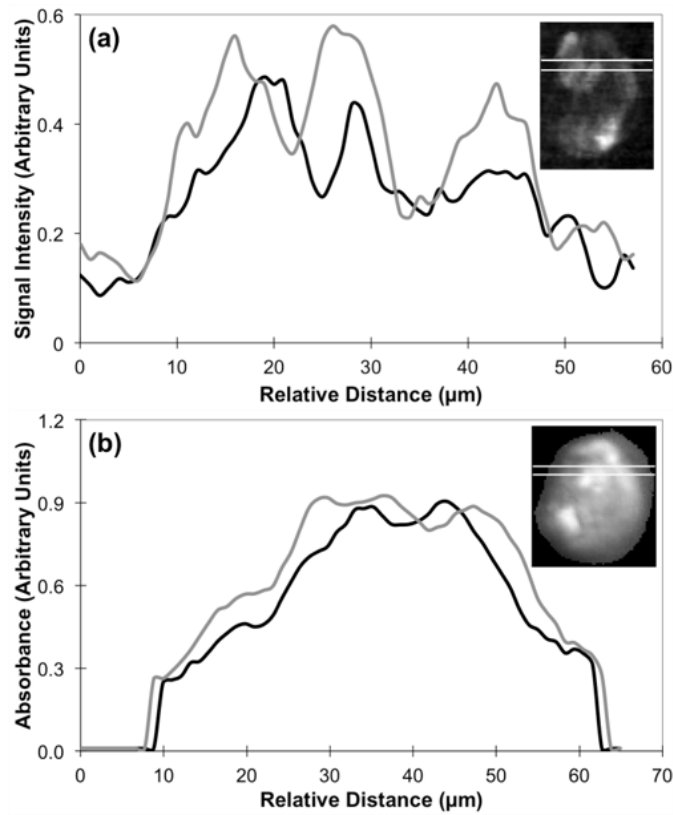 (a)
Signal Intensity (Arbitrary Units)
0.6
0.4
0.2
0
0 10 20 30 40 50 60
Relative Distance (µm)
(b)
Absorbance (Arbitrary Units)
1.2
0.9
0.6
0.3
0.0
0 10 20 30 40 50 60 70
Relative Distance (µm)